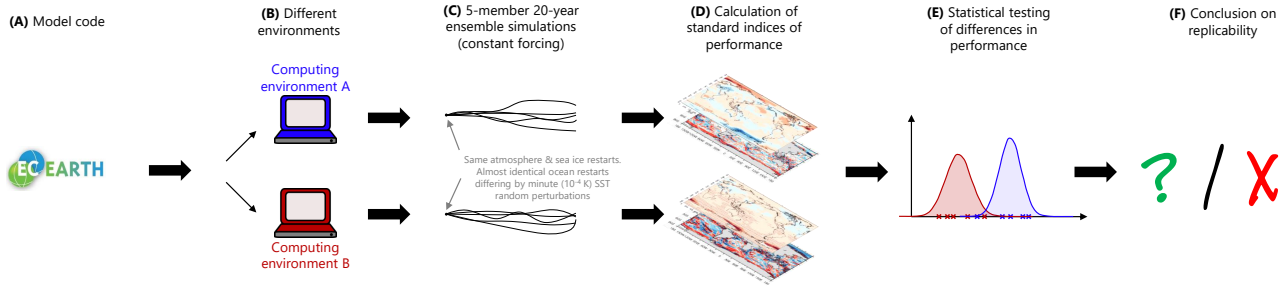 (A) Model code
(B) Different
environments
(C) 5-member 20-year
ensemble simulations
(constant forcing)
(D) Calculation of
standard indices of
performance
(E) Statistical testing
of differences in
performance
(F) Conclusion on
replicability
Computing
environment A
EC EARTH
Same atmosphere & sea ice restarts.
Almost identical ocean restarts
differing by minute (10⁻⁴ K) SST
random perturbations
?
/
X
Computing
environment B